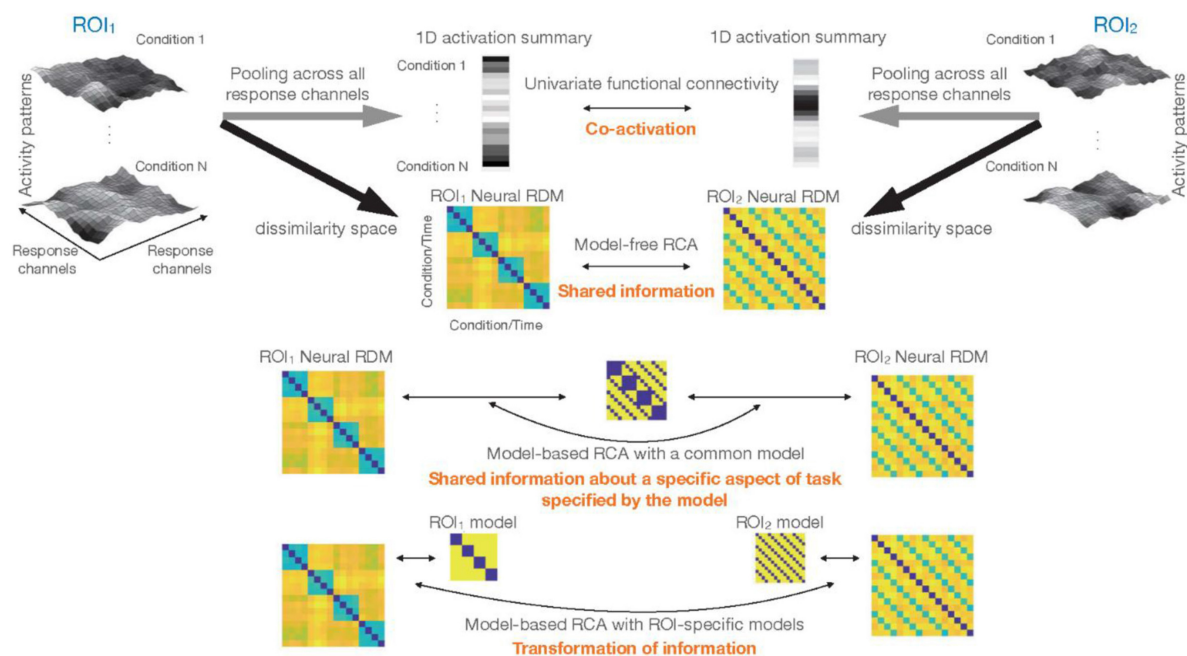 ROI₁
Condition 1
Activity patterns
Condition N
Response
channels
Response
channels
Pooling across all
response channels
dissimilarity space
1D activation summary
Condition 1
Condition N
Univariate functional connectivity
Co-activation
1D activation summary
Pooling across all
response channels
dissimilarity space
ROI₂
Condition 1
Activity patterns
Condition N
ROI₁ Neural RDM
Condition/Time
Condition/Time
Model-free RCA
Shared information
ROI₂ Neural RDM
ROI₁ Neural RDM
ROI₂ Neural RDM
Model-based RCA with a common model
Shared information about a specific aspect of task
specified by the model
ROI₁ model
ROI₂ model
Model-based RCA with ROI-specific models
Transformation of information